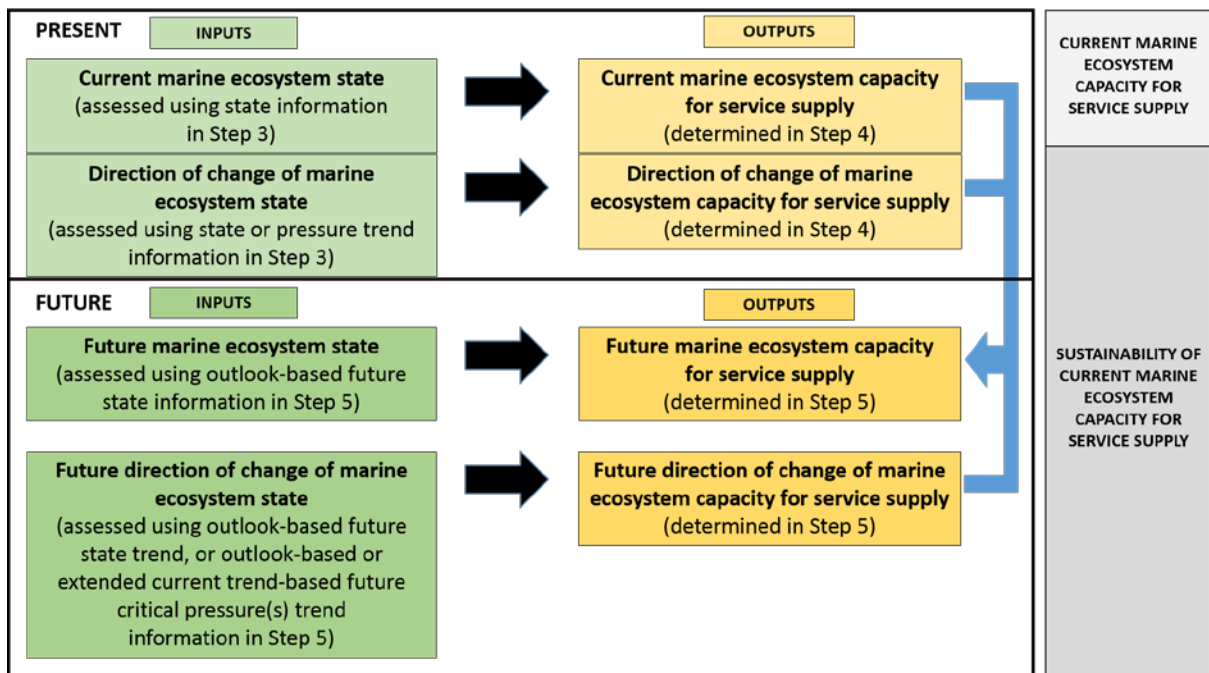 PRESENT
INPUTS
OUTPUTS
Current marine ecosystem state
(assessed using state information
in Step 3)
Current marine ecosystem capacity
for service supply
(determined in Step 4)
Direction of change of marine
ecosystem state
(assessed using state or pressure trend
information in Step 3)
Direction of change of marine
ecosystem capacity for service supply
(determined in Step 4)
FUTURE
INPUTS
OUTPUTS
Future marine ecosystem state
(assessed using outlook-based future
state information in Step 5)
Future marine ecosystem capacity
for service supply
(determined in Step 5)
Future direction of change of marine
ecosystem state
(assessed using outlook-based future
state trend, or outlook-based or
extended current trend-based future
critical pressure(s) trend
information in Step 5)
Future direction of change of marine
ecosystem capacity for service supply
(determined in Step 5)
CURRENT MARINE
ECOSYSTEM
CAPACITY FOR
SERVICE SUPPLY
SUSTAINABILITY OF
CURRENT MARINE
ECOSYSTEM
CAPACITY FOR
SERVICE SUPPLY